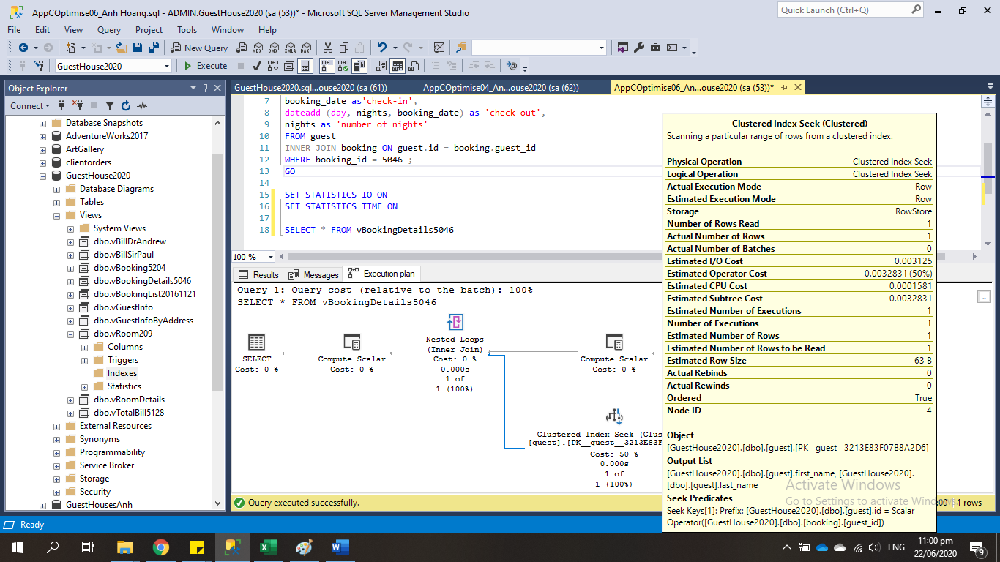 AppCOptimise06_Anh Hoang.sql - ADMIN.GuestHouse2020 (sa (53))* - Microsoft SQL Server Management Studio
Quick Launch (Ctrl+Q)
File Edit View Query Project Tools Window Help
New Query MDX DMX XMLA DAX
GuestHouse2020 Execute
Object Explorer
Connect
Database Snapshots
AdventureWorks2017
ArtGallery
clientorders
GuestHouse2020
Database Diagrams
Tables
Views
System Views
dbo.vBillDrAndrew
dbo.vBillSirPaul
dbo.vBooking5204
dbo.vBookingDetails5046
dbo.vBookingList20161121
dbo.vGuestInfo
dbo.vGuestInfoByAddress
dbo.vRoom209
Columns
Triggers
Indexes
Statistics
dbo.vRoomDetails
dbo.vTotalBill5128
External Resources
Synonyms
Programmability
Service Broker
Storage
Security
GuestHousesAnh
GuestHouse2020.sql...ouse2020 (sa (61)) AppCOptimise04_An...ouse2020 (sa (62)) AppCOptimise06_An...ouse2020 (sa (53))*
7 booking_date as'check-in',
8 dateadd (day, nights, booking_date) as 'check out',
9 nights as 'number of nights'
10 FROM guest
11 INNER JOIN booking ON guest.id = booking.guest_id
12 WHERE booking_id = 5046 ;
13 GO
14
15 SET STATISTICS IO ON
16 SET STATISTICS TIME ON
17
18 SELECT * FROM vBookingDetails5046
100 %
Results Messages Execution plan
Query 1: Query cost (relative to the batch): 100%
SELECT * FROM vBookingDetails5046
SELECT
Cost: 0 %
Compute Scalar
Cost: 0 %
Nested Loops
(Inner Join)
Cost: 0 %
0.000s
1 of
1 (100%)
Compute Scalar
Cost: 0 %
Clustered Index Seek (Clus
[guest].[PK__guest__3213E83F
Cost: 50 %
0.000s
1 of
1 (100%)
Clustered Index Seek (Clustered)
Scanning a particular range of rows from a clustered index.
Physical Operation Clustered Index Seek
Logical Operation Clustered Index Seek
Actual Execution Mode Row
Estimated Execution Mode Row
Storage RowStore
Number of Rows Read 1
Actual Number of Rows 1
Actual Number of Batches 0
Estimated I/O Cost 0.003125
Estimated Operator Cost 0.0032831 (50%)
Estimated CPU Cost 0.0001581
Estimated Subtree Cost 0.0032831
Estimated Number of Executions 1
Number of Executions 1
Estimated Number of Rows 1
Estimated Number of Rows to be Read 1
Estimated Row Size 63 B
Actual Rebinds 0
Actual Rewinds 0
Ordered True
Node ID 4
Object
[GuestHouse2020].[dbo].[guest].[PK__guest__3213E83F07B8A2D6]
Output List
[GuestHouse2020].[dbo].[guest].first_name, [GuestHouse2020].
[dbo].[guest].last_name
Seek Predicates
Seek Keys[1]: Prefix: [GuestHouse2020].[dbo].[guest].id = Scalar
Operator([GuestHouse2020].[dbo].[booking].[guest_id])
Activate Windows
Go to Settings to activate Windows.
Query executed successfully. :00 1 rows
Ready
ENG
11:00 pm
22/06/2020
9